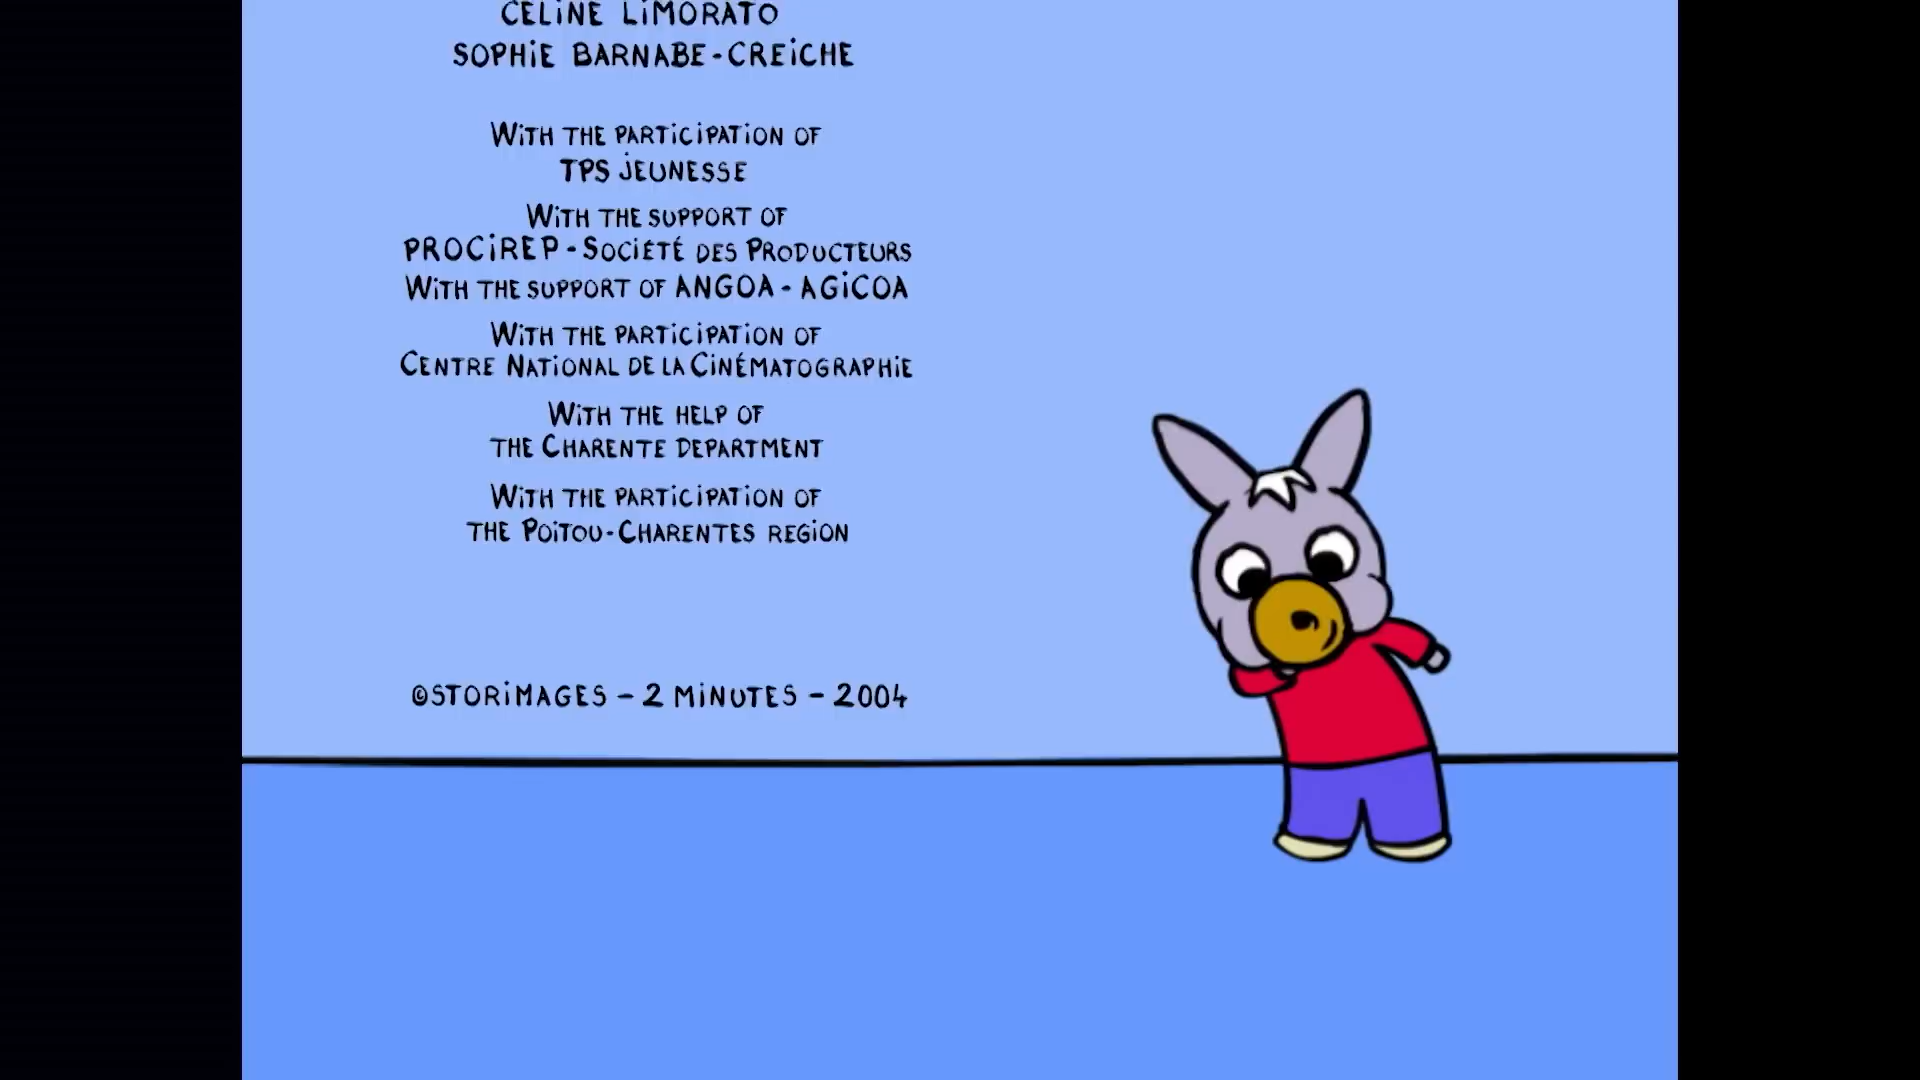 CELiNE LiMORATO
SOPHiE BARNABE-CREiCHE
WiTH THE PARTiCiPATiON OF
TPS JEUNESSE
WiTH THE SUPPORT OF
PROCiREP-SOCiÉTÉ DES PRODUCTEURS
WiTH THE SUPPORT OF ANGOA - AGiCOA
WiTH THE PARTiCiPATiON OF
CENTRE NATiONAL DE LA CiNÉMATOGRAPHiE
WiTH THE HELP OF
THE CHARENTE DEPARTMENT
WiTH THE PARTiCiPATiON OF
THE POiTOU-CHARENTES REGiON
©STORiMAGES - 2 MiNUTES - 2004